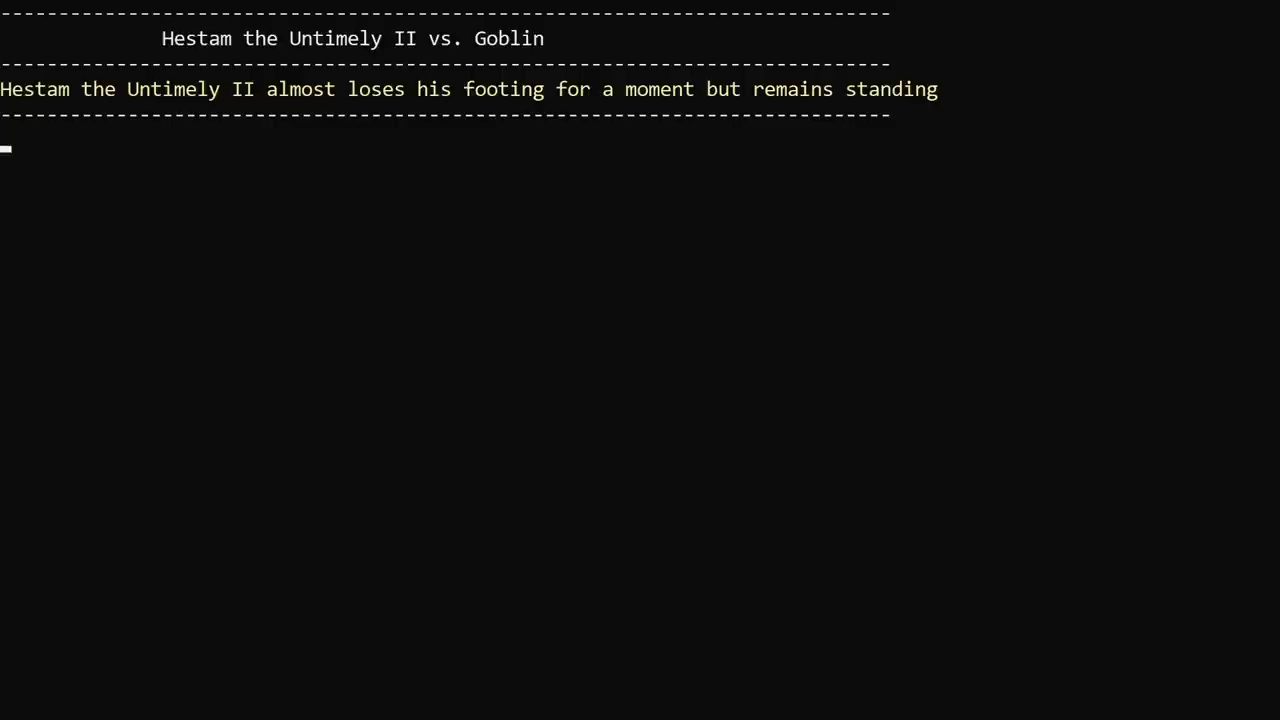 -----------------------------------------------------------------------------
Hestam the Untimely II vs. Goblin
-----------------------------------------------------------------------------
Hestam the Untimely II almost loses his footing for a moment but remains standing
-----------------------------------------------------------------------------